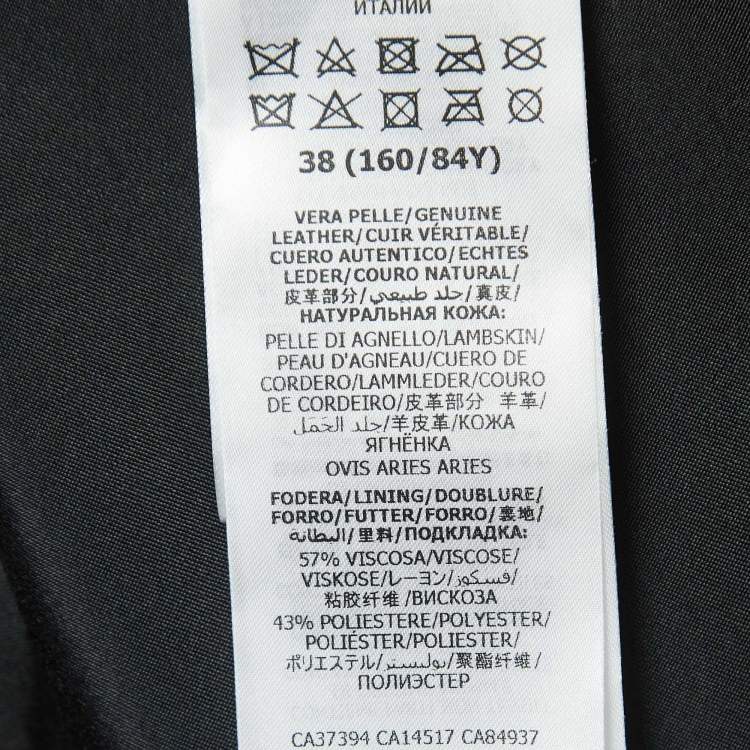 ИТАЛИИ
38 (160/84Y)
VERA PELLE/GENUINE
LEATHER/CUIR VÉRITABLE/
CUERO AUTENTICO/ECHTES
LEDER/COURO NATURAL/
皮革部分/جلد طبيعي/真皮/
НАТУРАЛЬНАЯ КОЖА:
PELLE DI AGNELLO/LAMBSKIN/
PEAU D'AGNEAU/CUERO DE
CORDERO/LAMMLEDER/COURO
DE CORDEIRO/皮革部分 羊革/
جلد الحَمَل/羊皮革/КОЖА
ЯГНЁНКА
OVIS ARIES ARIES
FODERA/LINING/DOUBLURE/
FORRO/FUTTER/FORRO/裏地/
البطانة/里料/ПОДКЛАДКА:
57% VISCOSA/VISCOSE/
VISKOSE/レーヨン/فسكوز/
粘胶纤维/ВИСКОЗА
43% POLIESTERE/POLYESTER/
POLIÉSTER/POLIESTER/
ポリエステル/بوليستر/聚酯纤维/
ПОЛИЭСТЕР
CA37394 CA14517 CA84937